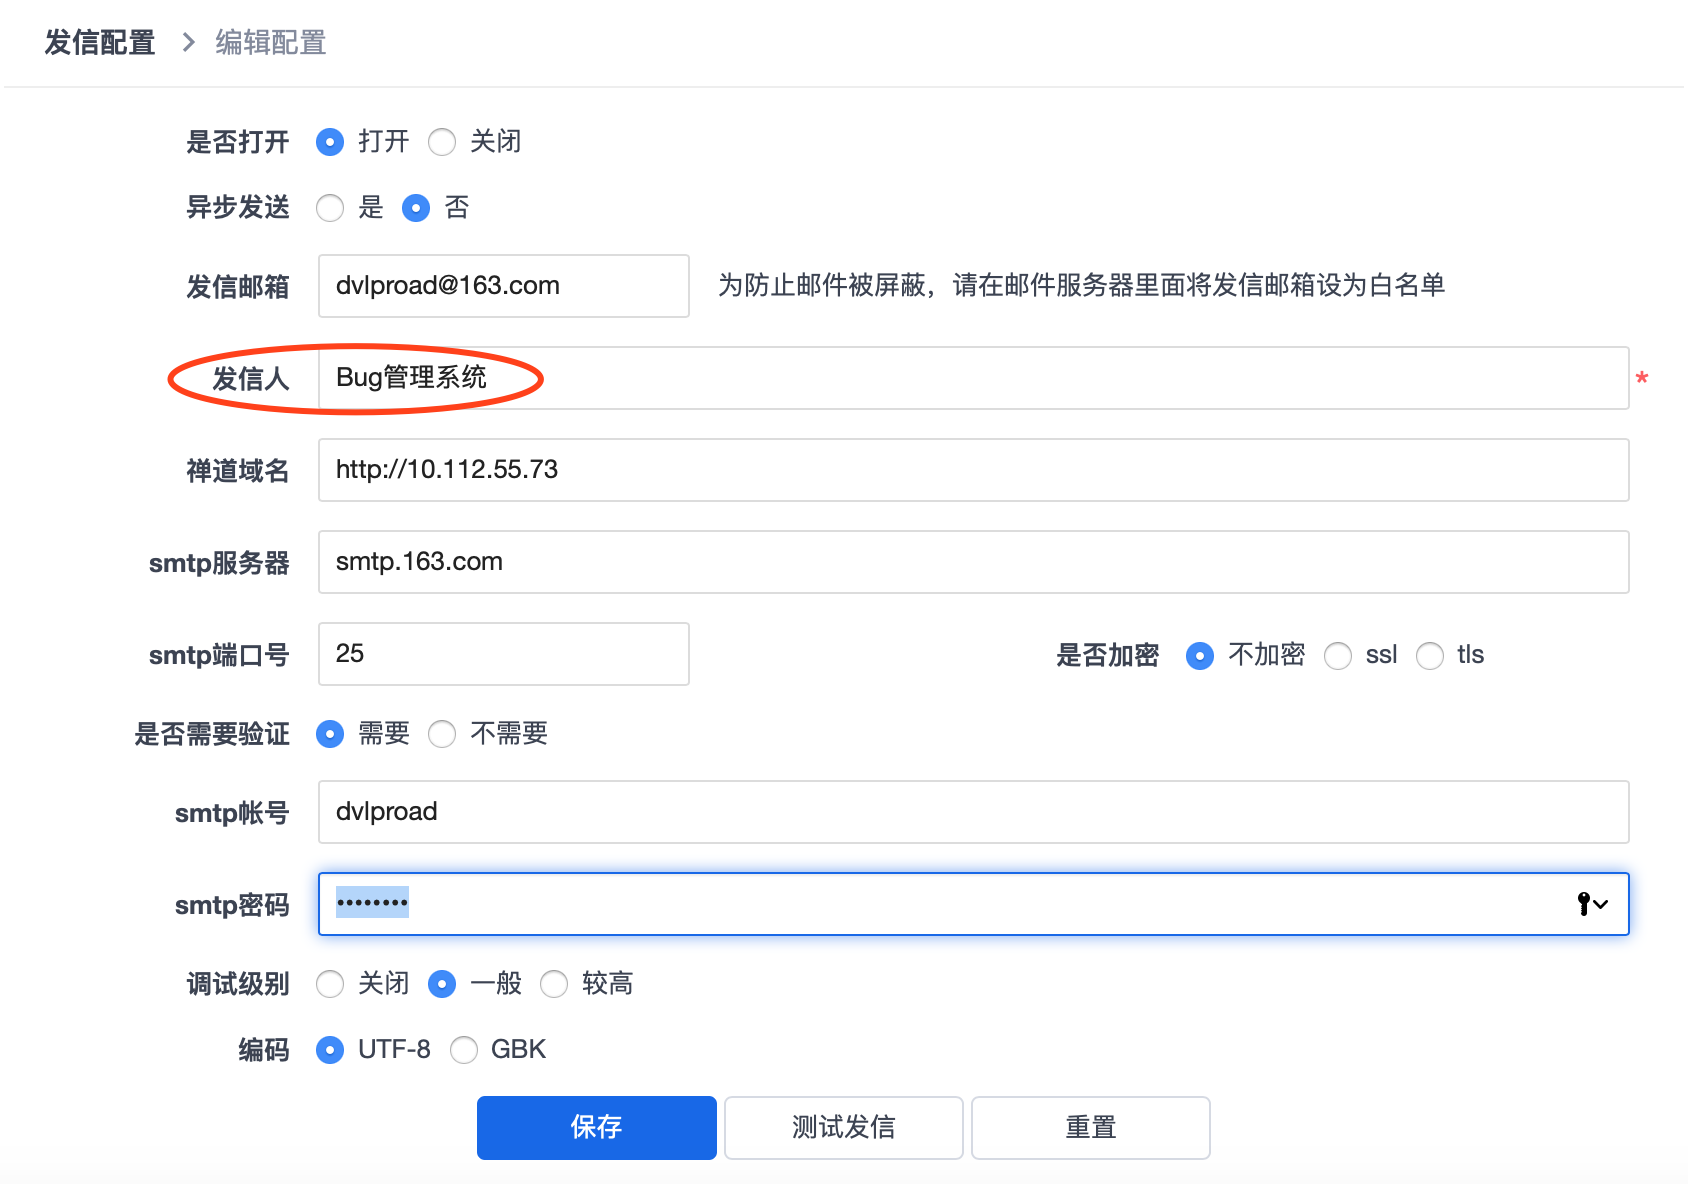 发信配置 > 编辑配置
是否打开 打开 关闭
异步发送 是 否
发信邮箱 dvlproad@163.com 为防止邮件被屏蔽，请在邮件服务器里面将发信邮箱设为白名单
发信人 Bug管理系统 *
禅道域名 http://10.112.55.73
smtp服务器 smtp.163.com
smtp端口号 25 是否加密 不加密 ssl tls
是否需要验证 需要 不需要
smtp帐号 dvlproad
smtp密码 ••••••••
调试级别 关闭 一般 较高
编码 UTF-8 GBK
保存 测试发信 重置